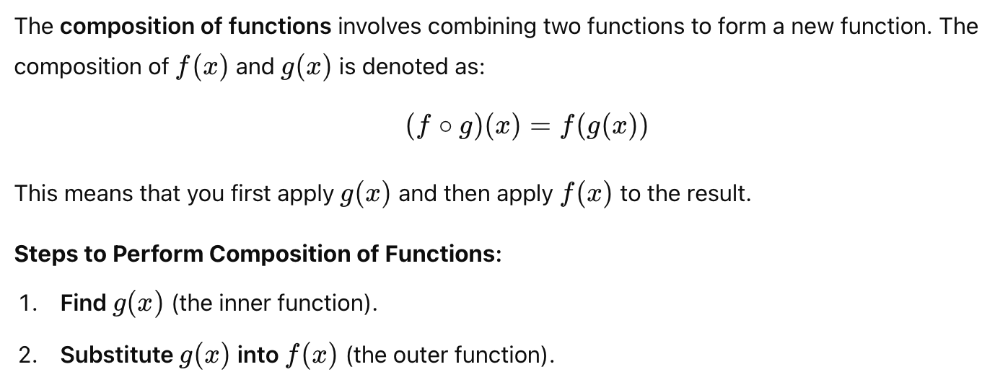 The composition of functions involves combining two functions to form a new function. The
composition of f(x) and g(x) is denoted as:
(f ∘ g)(x) = f(g(x))
This means that you first apply g(x) and then apply f(x) to the result.
Steps to Perform Composition of Functions:
1. Find g(x) (the inner function).
2. Substitute g(x) into f(x) (the outer function).